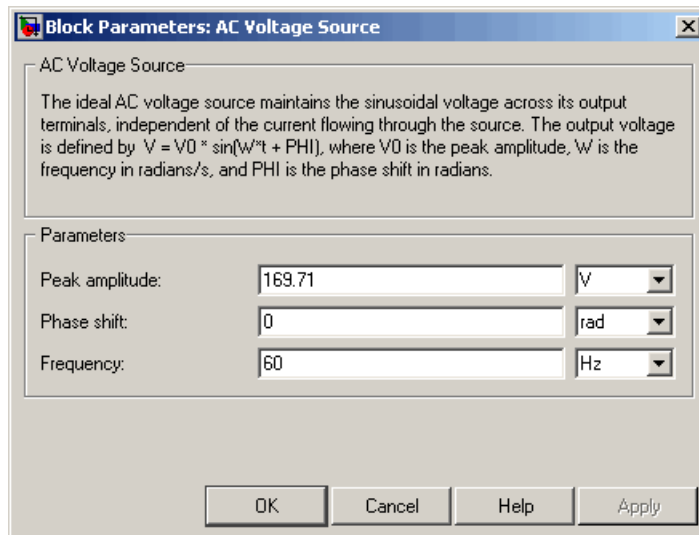 Block Parameters: AC Voltage Source
AC Voltage Source
The ideal AC voltage source maintains the sinusoidal voltage across its output
terminals, independent of the current flowing through the source. The output voltage
is defined by V = V0 * sin(W*t + PHI), where V0 is the peak amplitude, W is the
frequency in radians/s, and PHI is the phase shift in radians.
Parameters
Peak amplitude: 169.71 V
Phase shift: 0 rad
Frequency: 60 Hz
OK Cancel Help Apply